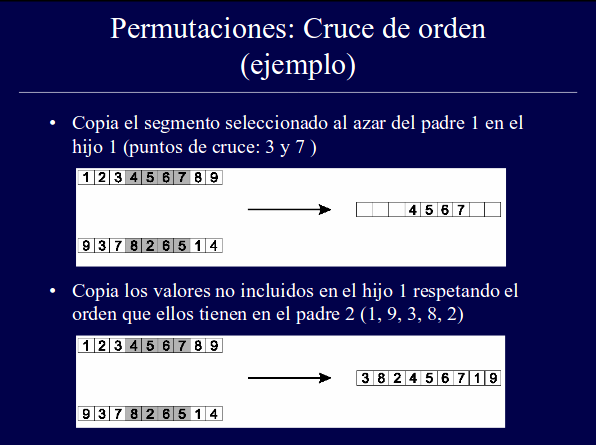 Permutaciones: Cruce de orden
(ejemplo)
• Copia el segmento seleccionado al azar del padre 1 en el
hijo 1 (puntos de cruce: 3 y 7 )
1 2 3 4 5 6 7 8 9
4 5 6 7
9 3 7 8 2 6 5 1 4
• Copia los valores no incluidos en el hijo 1 respetando el
orden que ellos tienen en el padre 2 (1, 9, 3, 8, 2)
1 2 3 4 5 6 7 8 9
3 8 2 4 5 6 7 1 9
9 3 7 8 2 6 5 1 4